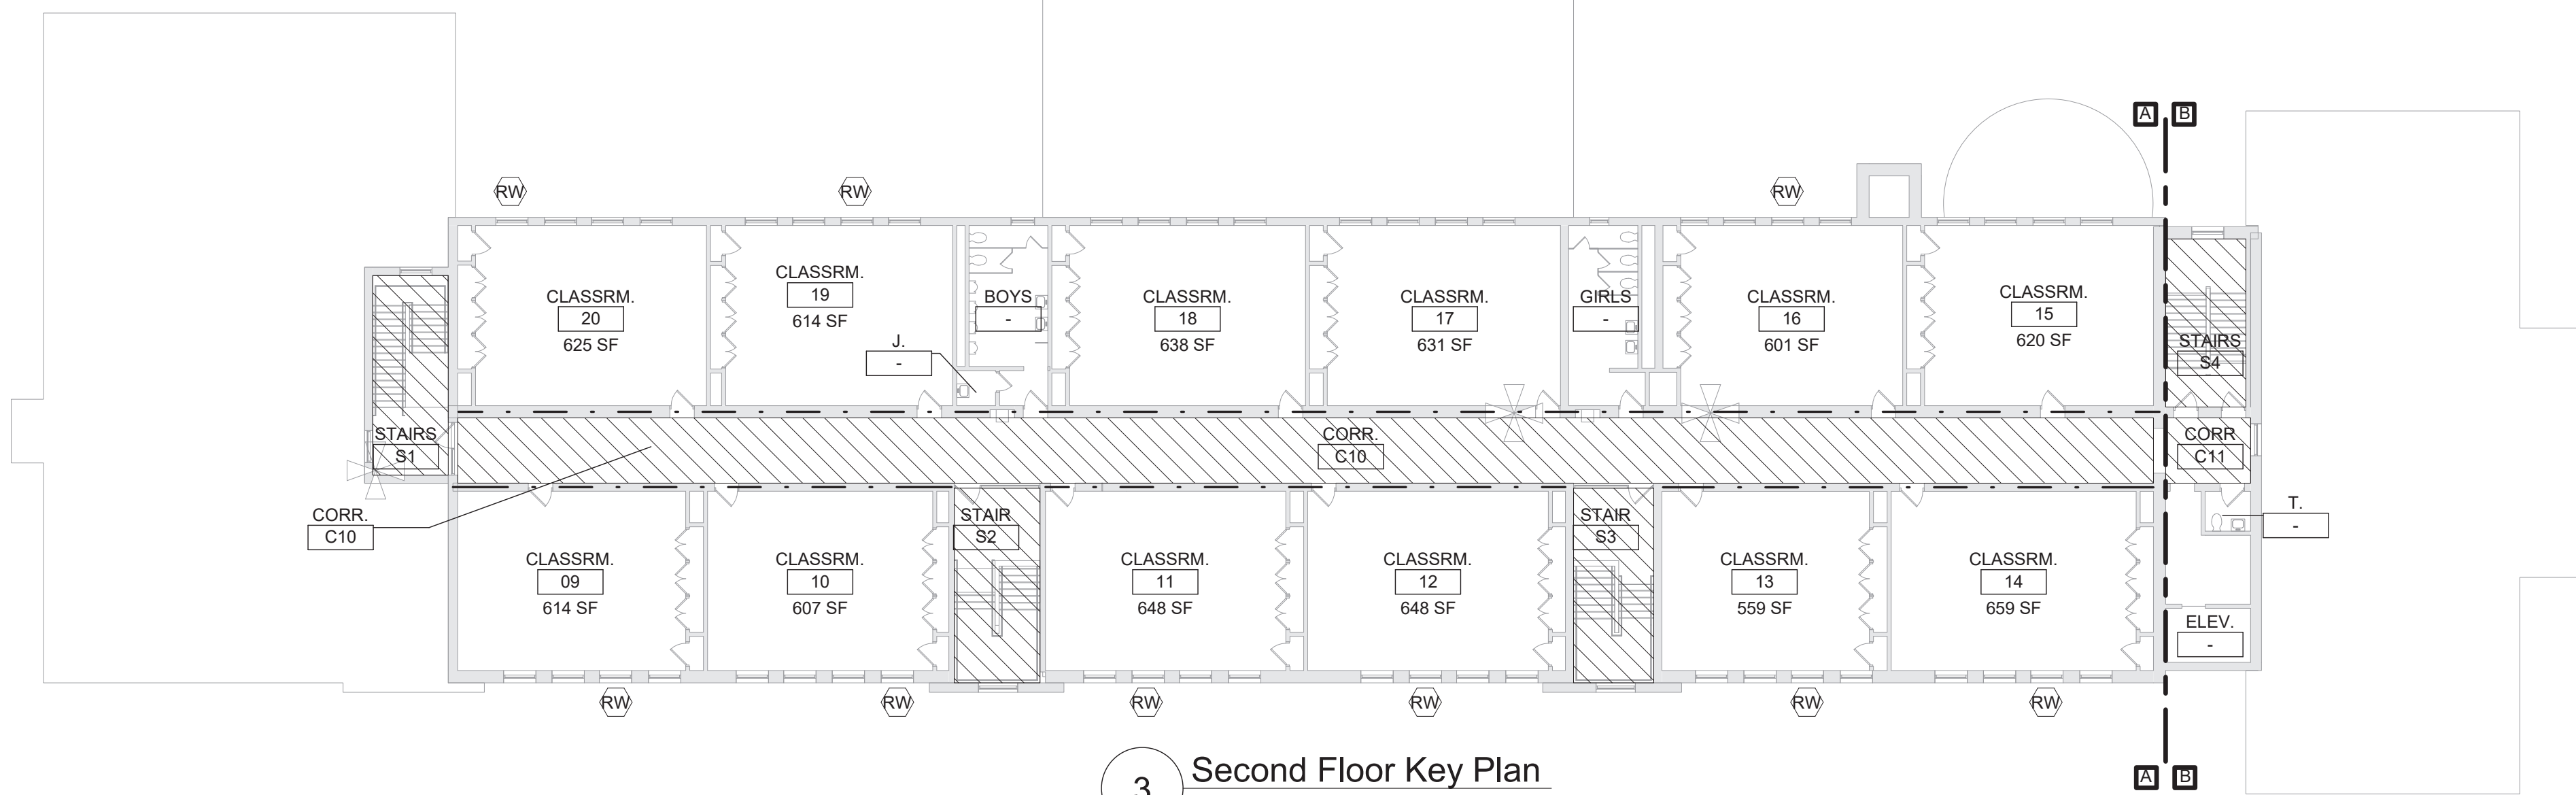 A B
RW RW RW
CLASSRM.
20
625 SF
CLASSRM.
19
614 SF
J.
-
BOYS
-
CLASSRM.
18
638 SF
CLASSRM.
17
631 SF
GIRLS
-
CLASSRM.
16
601 SF
CLASSRM.
15
620 SF
STAIRS
S4
STAIRS
S1
CORR.
C10
CORR
C11
CORR.
C10
CLASSRM.
09
614 SF
CLASSRM.
10
607 SF
STAIR
S2
CLASSRM.
11
648 SF
CLASSRM.
12
648 SF
STAIR
S3
CLASSRM.
13
559 SF
CLASSRM.
14
659 SF
T.
-
ELEV.
-
RW RW RW RW RW RW
3 Second Floor Key Plan
A B